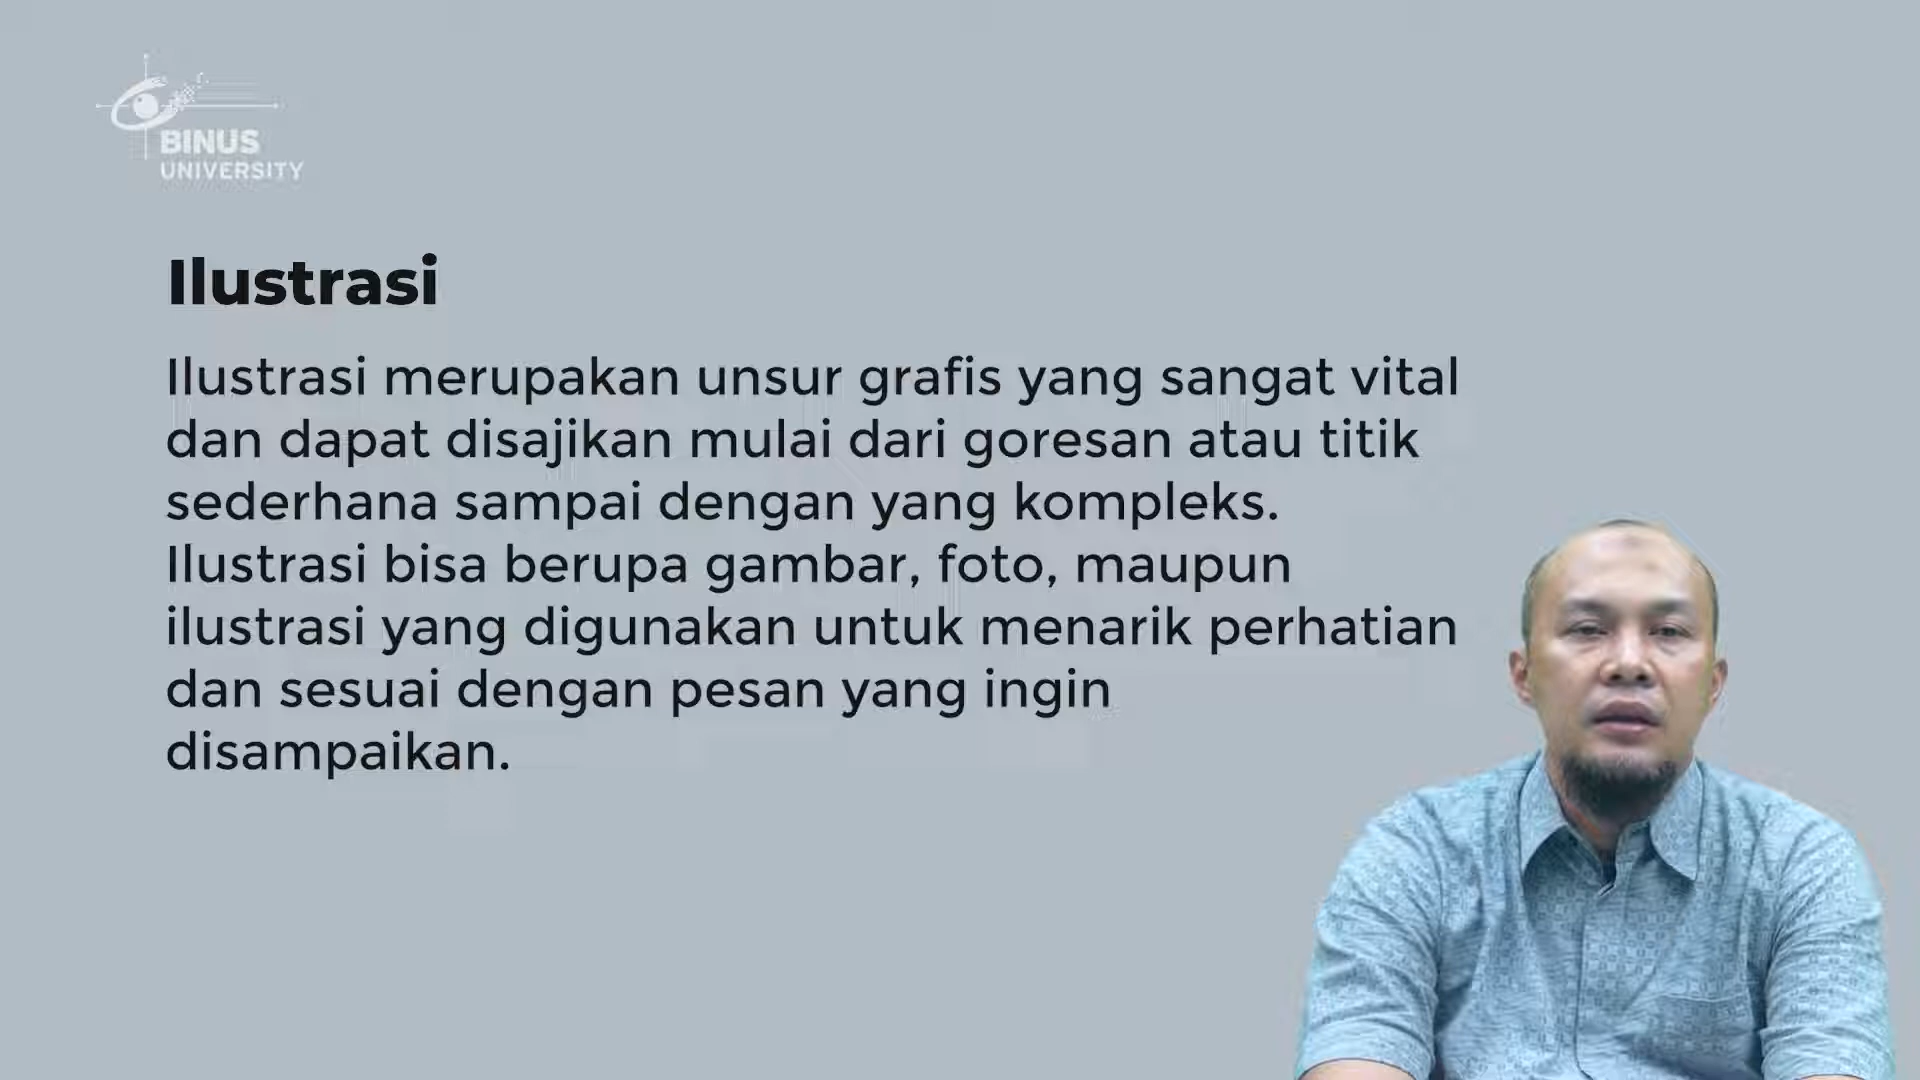 BINUS
UNIVERSITY
Ilustrasi
Ilustrasi merupakan unsur grafis yang sangat vital
dan dapat disajikan mulai dari goresan atau titik
sederhana sampai dengan yang kompleks.
Ilustrasi bisa berupa gambar, foto, maupun
ilustrasi yang digunakan untuk menarik perhatian
dan sesuai dengan pesan yang ingin
disampaikan.